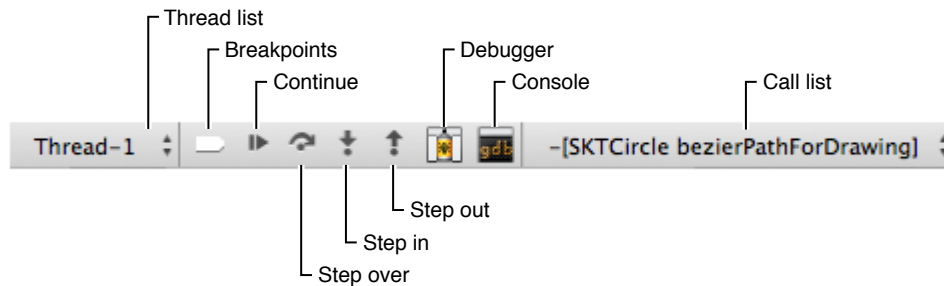 Thread list
Breakpoints
Debugger
Continue
Console
Call list
Thread-1
gdb
-[SKTCircle bezierPathForDrawing]
Step out
Step in
Step over